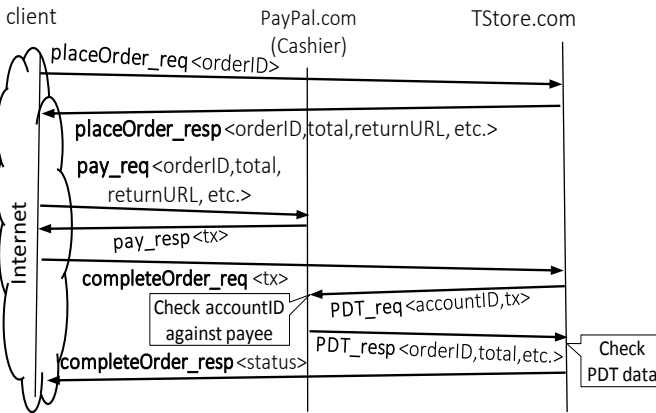 client
PayPal.com
(Cashier)
TStore.com
placeOrder_req<orderID>
placeOrder_resp<orderID,total,returnURL, etc.>
pay_req<orderID,total,
returnURL, etc.>
pay_resp<tx>
Internet
completeOrder_req <tx>
Check accountID
against payee
PDT_req<accountID,tx>
PDT_resp<orderID,total,etc.>
Check
PDT data
completeOrder_resp<status>